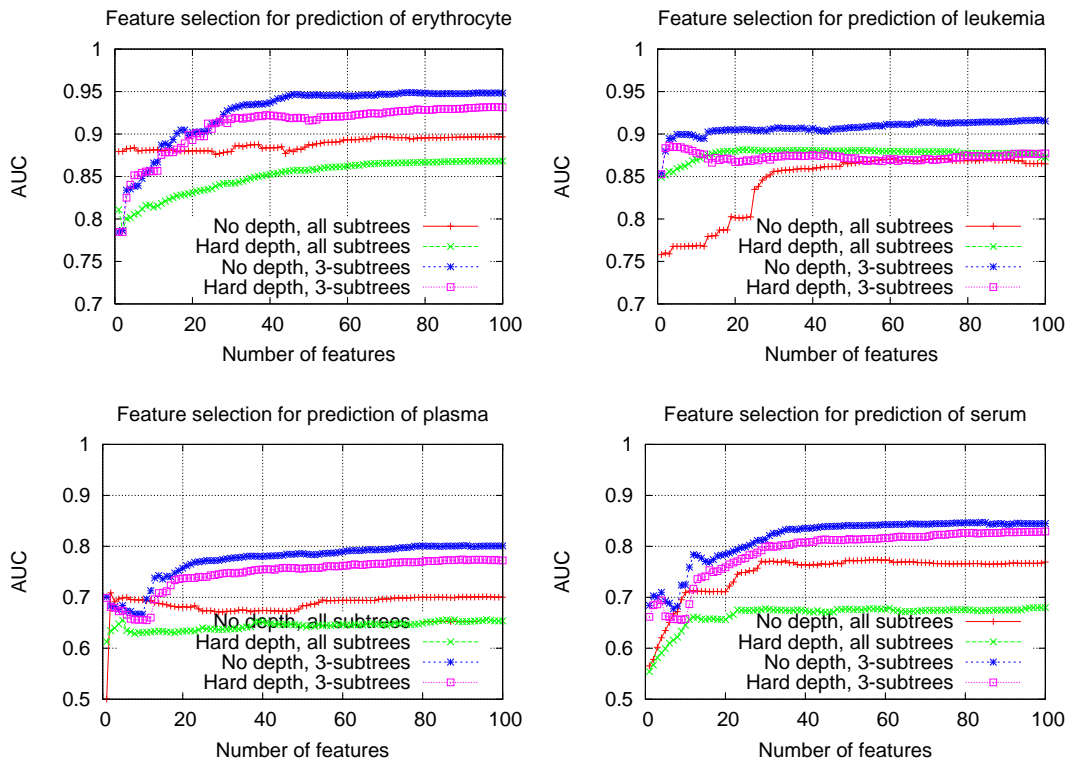 Feature selection for prediction of erythrocyte
1
0.95
0.9
0.85
0.8
0.75
0.7
AUC
No depth, all subtrees
Hard depth, all subtrees
No depth, 3-subtrees
Hard depth, 3-subtrees
0 20 40 60 80 100
Number of features
Feature selection for prediction of leukemia
1
0.95
0.9
0.85
0.8
0.75
0.7
AUC
No depth, all subtrees
Hard depth, all subtrees
No depth, 3-subtrees
Hard depth, 3-subtrees
0 20 40 60 80 100
Number of features
Feature selection for prediction of plasma
1
0.9
0.8
0.7
0.6
0.5
AUC
No depth, all subtrees
Hard depth, all subtrees
No depth, 3-subtrees
Hard depth, 3-subtrees
0 20 40 60 80 100
Number of features
Feature selection for prediction of serum
1
0.9
0.8
0.7
0.6
0.5
AUC
No depth, all subtrees
Hard depth, all subtrees
No depth, 3-subtrees
Hard depth, 3-subtrees
0 20 40 60 80 100
Number of features